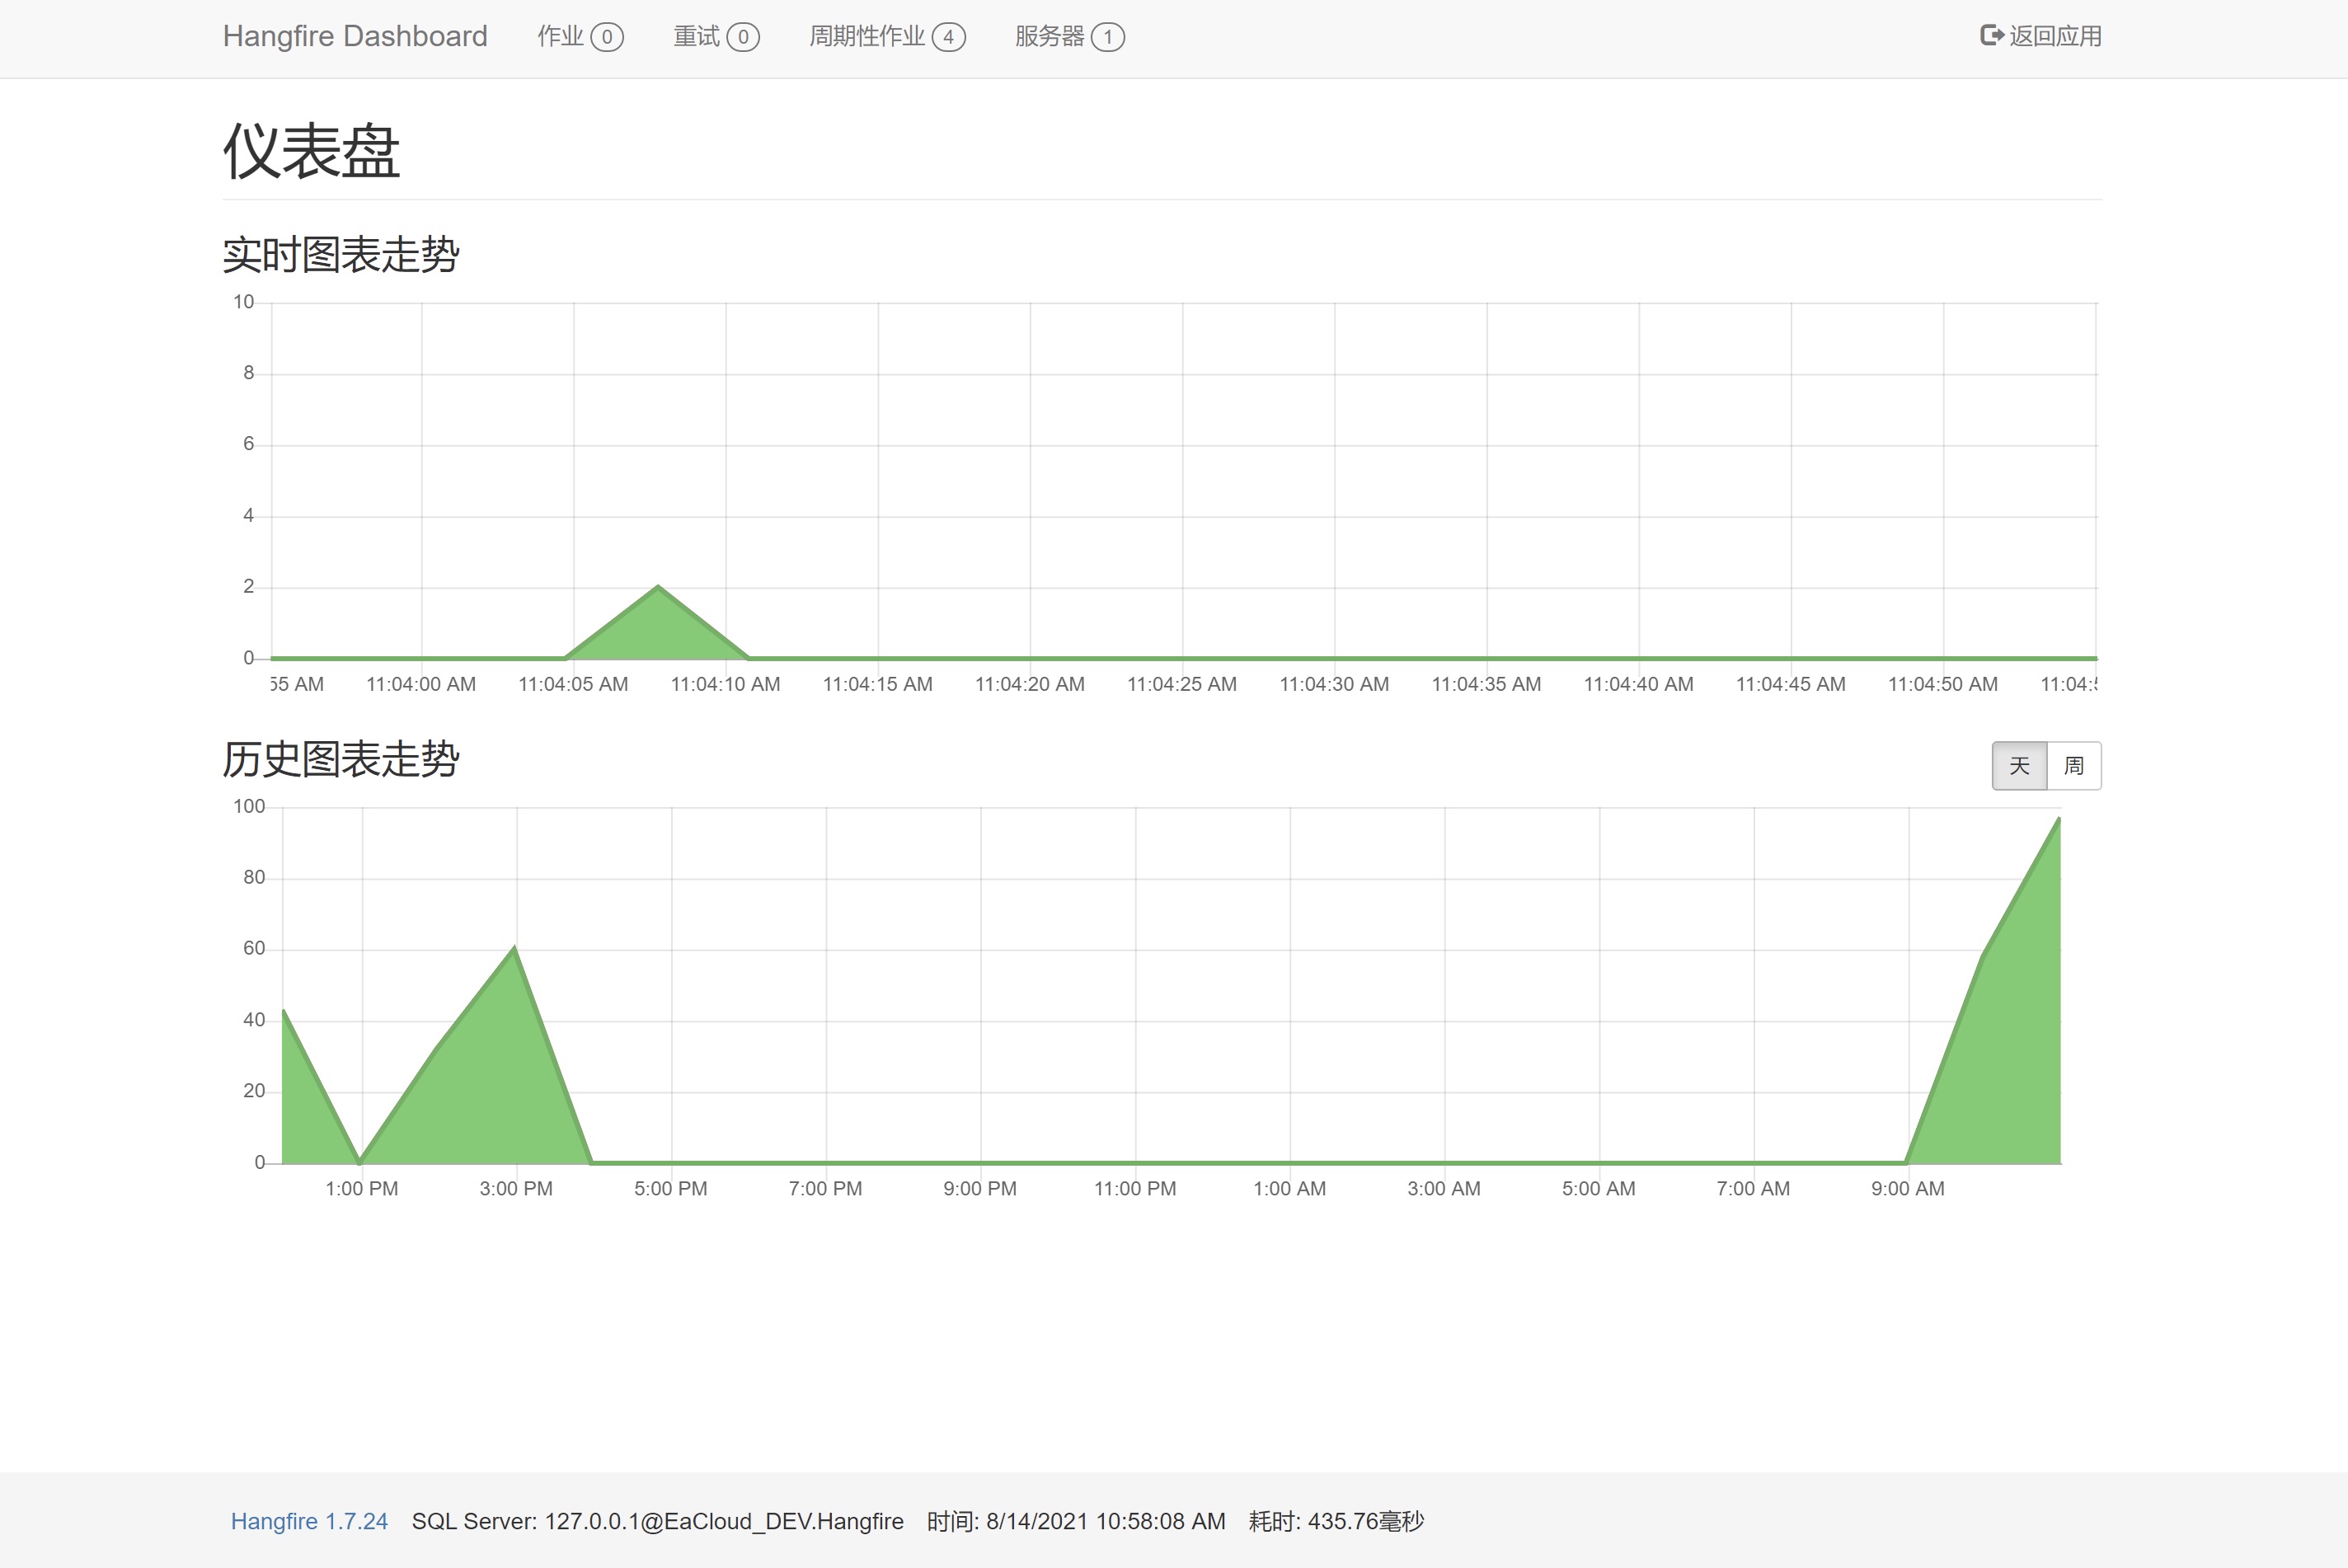 Hangfire Dashboard 作业 0 重试 0 周期性作业 4 服务器 1 返回应用
仪表盘
实时图表走势
10
8
6
4
2
0
55 AM 11:04:00 AM 11:04:05 AM 11:04:10 AM 11:04:15 AM 11:04:20 AM 11:04:25 AM 11:04:30 AM 11:04:35 AM 11:04:40 AM 11:04:45 AM 11:04:50 AM 11:04:
历史图表走势 天 周
100
80
60
40
20
0
1:00 PM 3:00 PM 5:00 PM 7:00 PM 9:00 PM 11:00 PM 1:00 AM 3:00 AM 5:00 AM 7:00 AM 9:00 AM
Hangfire 1.7.24 SQL Server: 127.0.0.1@EaCloud_DEV.Hangfire 时间: 8/14/2021 10:58:08 AM 耗时: 435.76毫秒